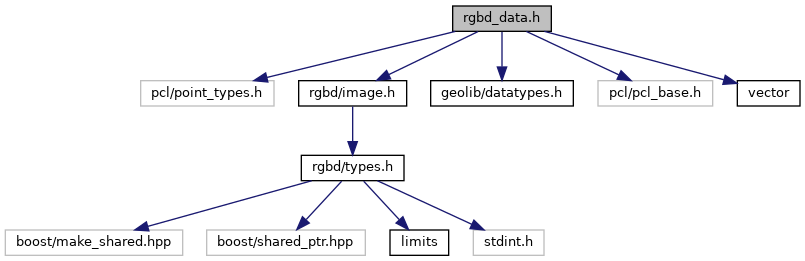 rgbd_data.h
pcl/point_types.h
rgbd/image.h
geolib/datatypes.h
pcl/pcl_base.h
vector
rgbd/types.h
boost/make_shared.hpp
boost/shared_ptr.hpp
limits
stdint.h